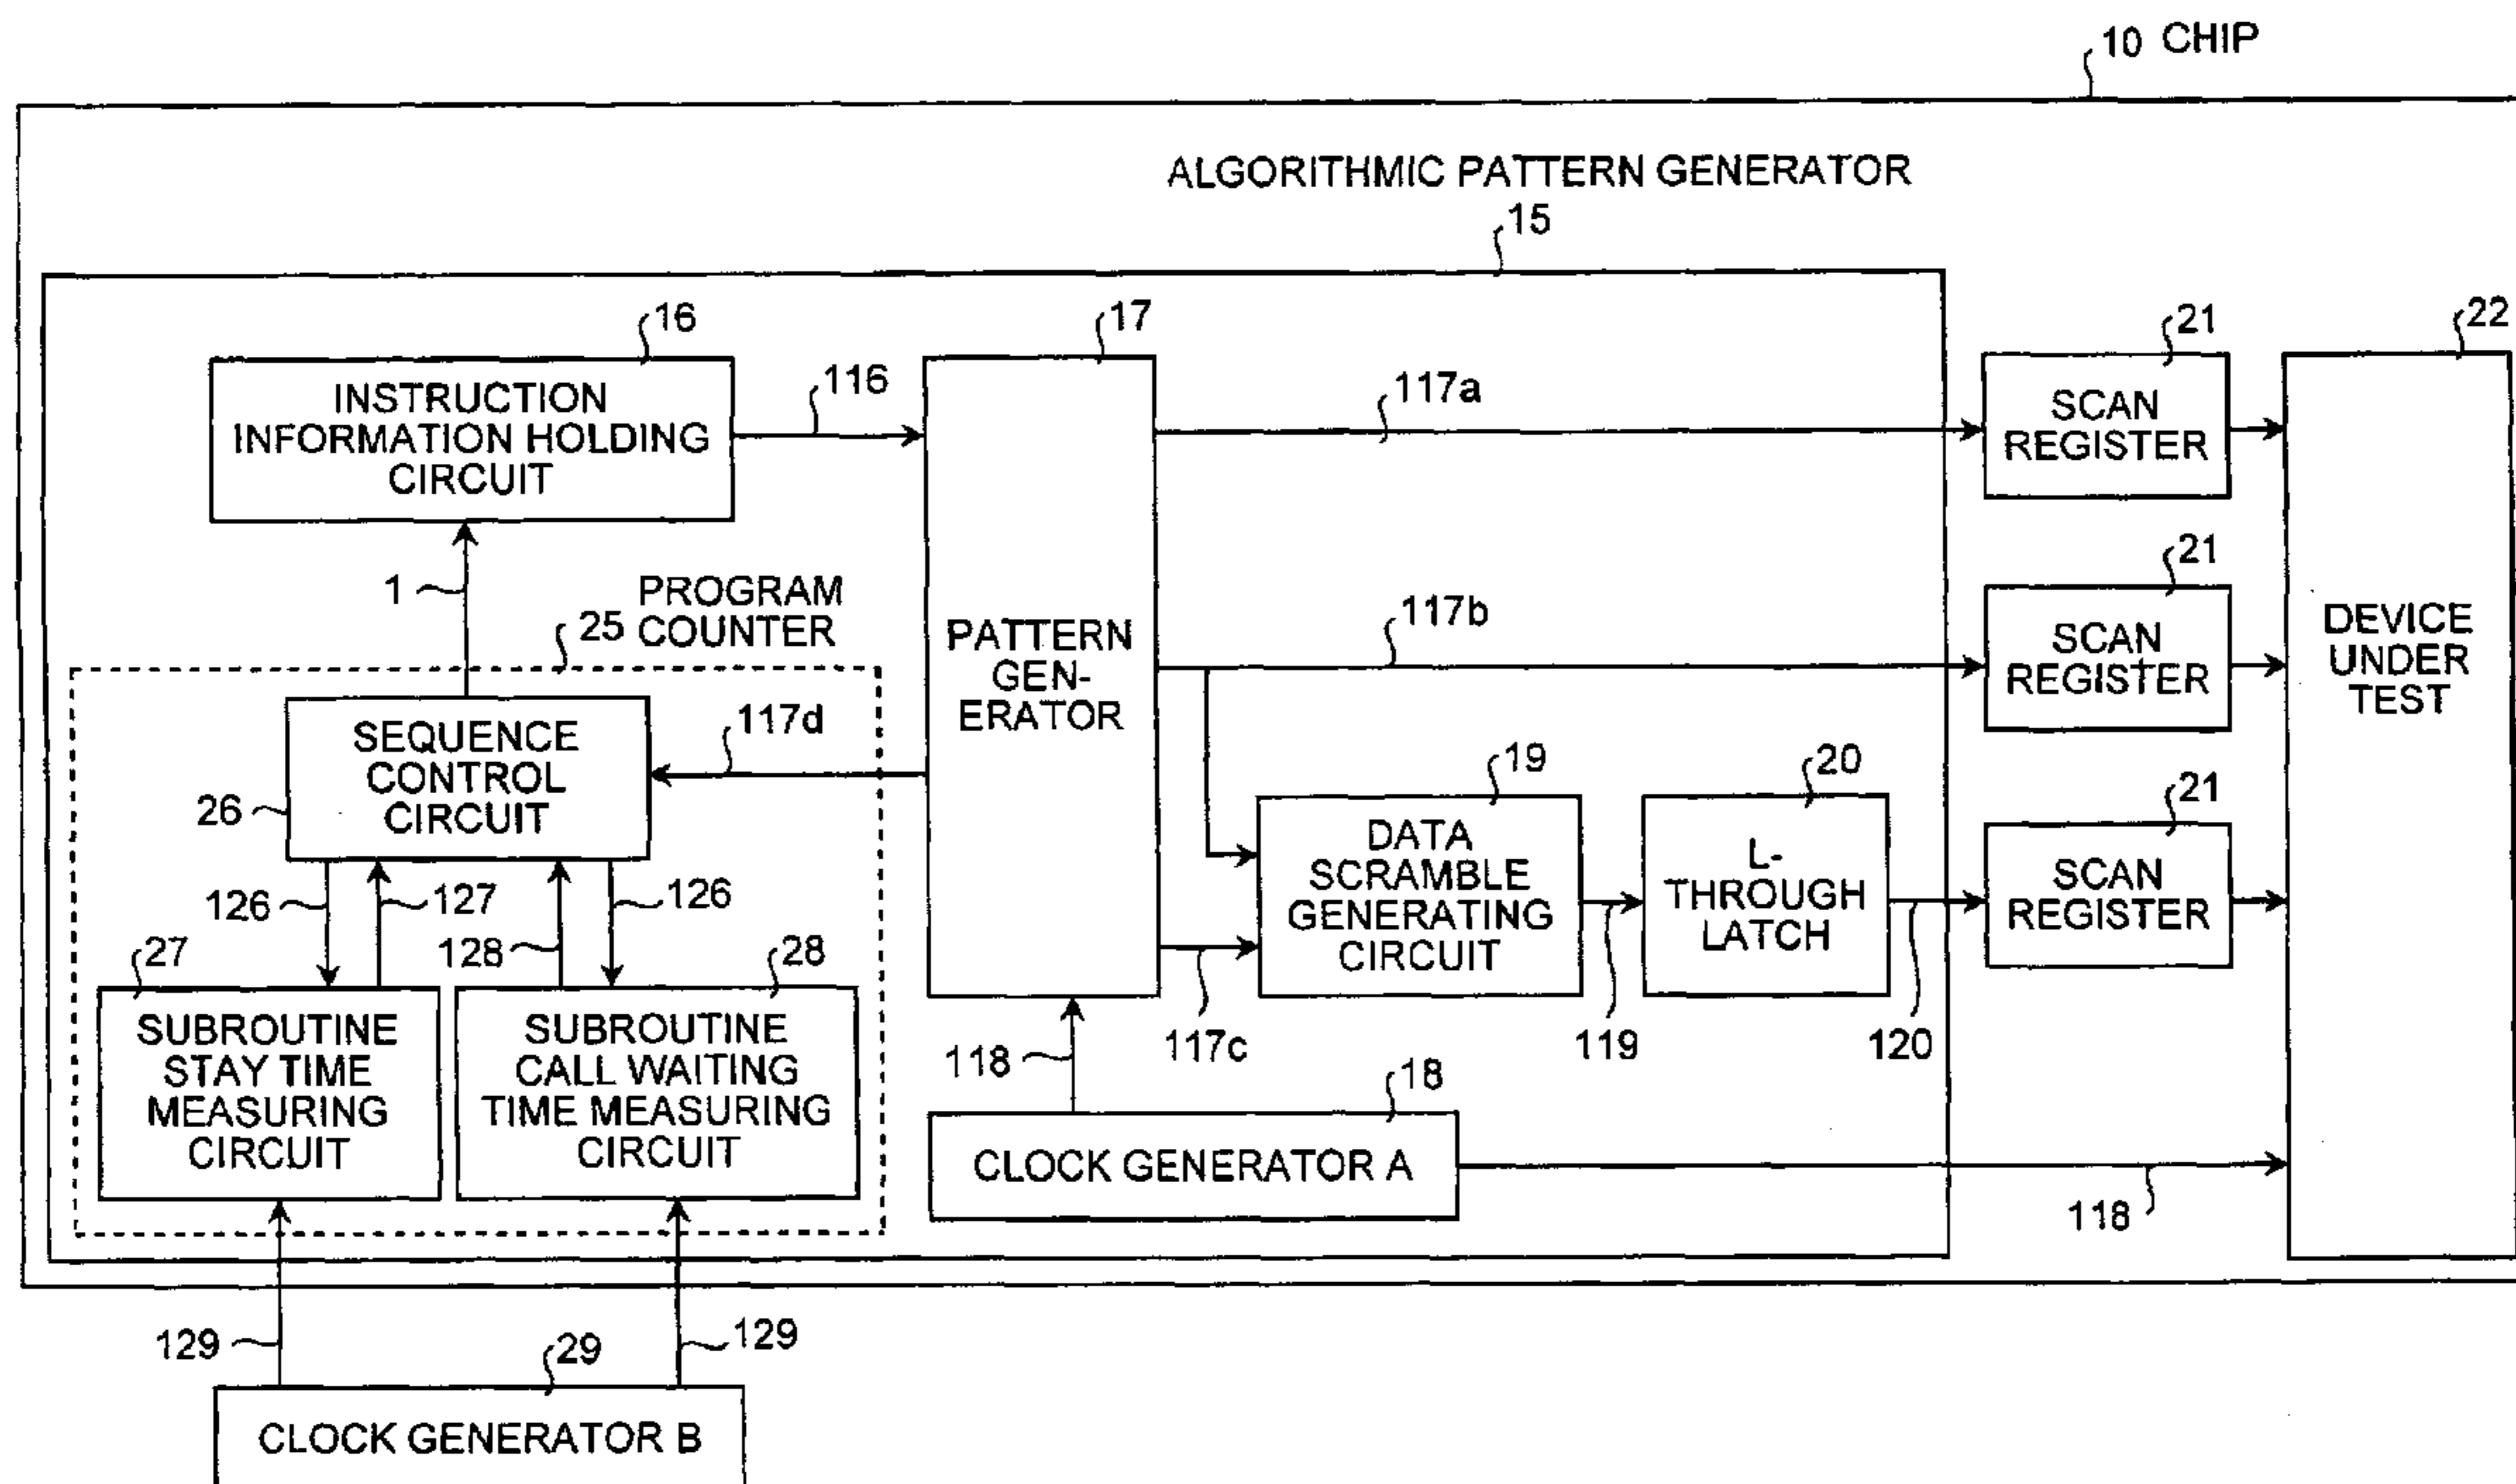 10 CHIP
ALGORITHMIC PATTERN GENERATOR
15
16
INSTRUCTION
INFORMATION HOLDING
CIRCUIT
116
17
PATTERN
GEN-
ERATOR
117a
21
SCAN
REGISTER
22
DEVICE
UNDER
TEST
1
25 PROGRAM
COUNTER
117b
21
SCAN
REGISTER
SEQUENCE
CONTROL
CIRCUIT
26
117d
19
DATA
SCRAMBLE
GENERATING
CIRCUIT
20
L-
THROUGH
LATCH
21
SCAN
REGISTER
126
127
128
126
27
SUBROUTINE
STAY TIME
MEASURING
CIRCUIT
28
SUBROUTINE
CALL WAITING
TIME MEASURING
CIRCUIT
118
117c
119
120
18
CLOCK GENERATOR A
118
129
129
29
CLOCK GENERATOR B